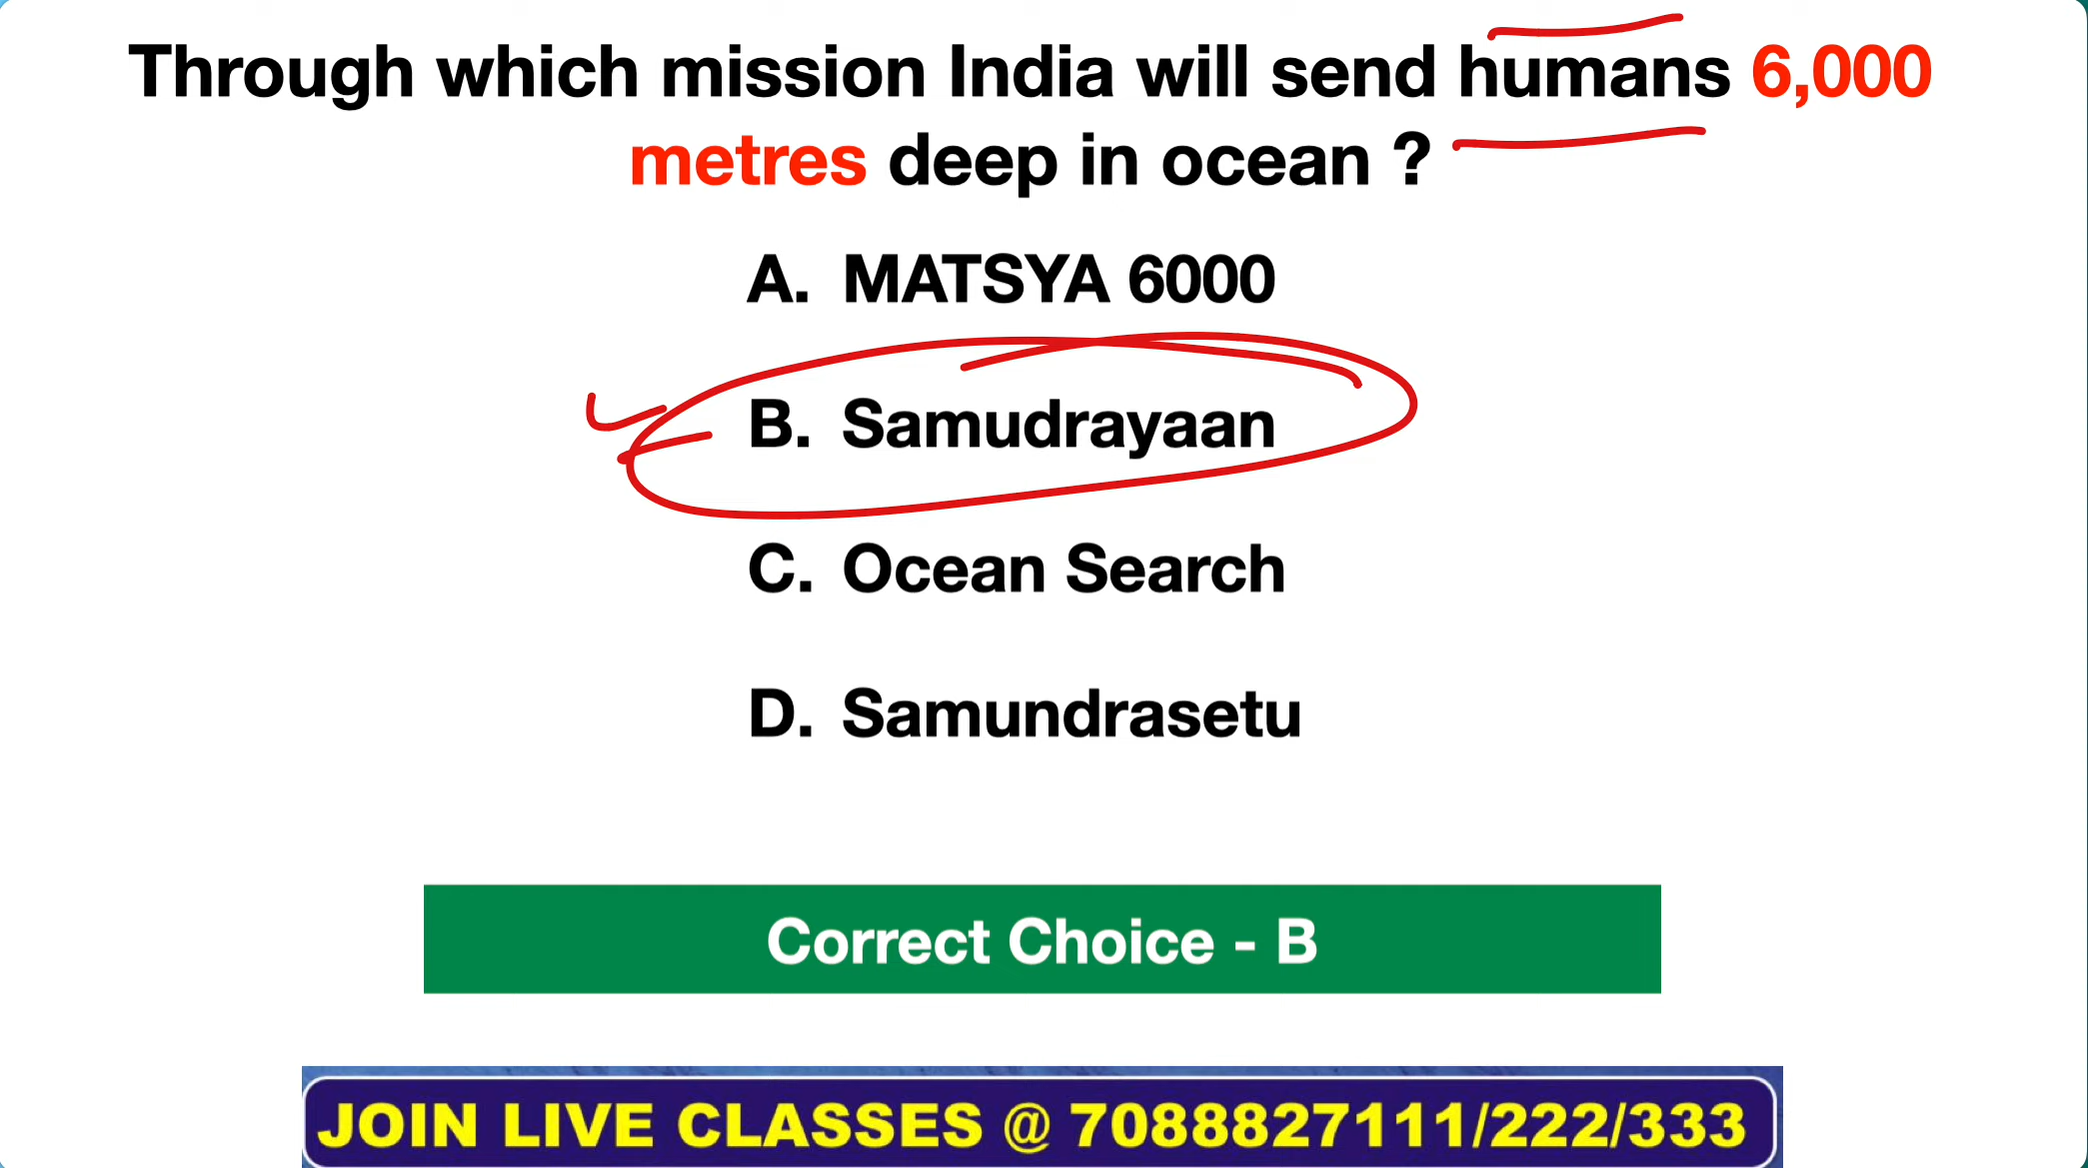 Through which mission India will send humans 6,000
metres deep in ocean ?
A. MATSYA 6000
B. Samudrayaan
C. Ocean Search
D. Samundrasetu
Correct Choice - B
JOIN LIVE CLASSES @ 7088827111/222/333